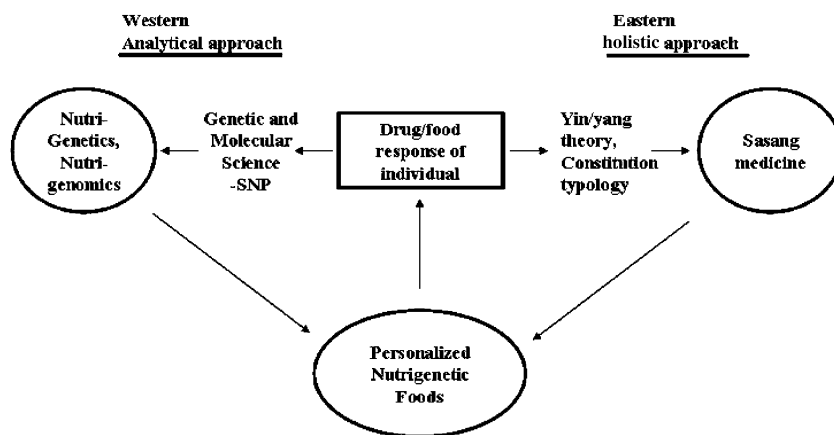 Western
Analytical approach
Eastern
holistic approach
Nutri-
Genetics,
Nutri-
genomics
Genetic and
Molecular
Science
-SNP
Drug/food
response of
individual
Yin/yang
theory,
Constitution
typology
Sasang
medicine
Personalized
Nutrigenetic
Foods